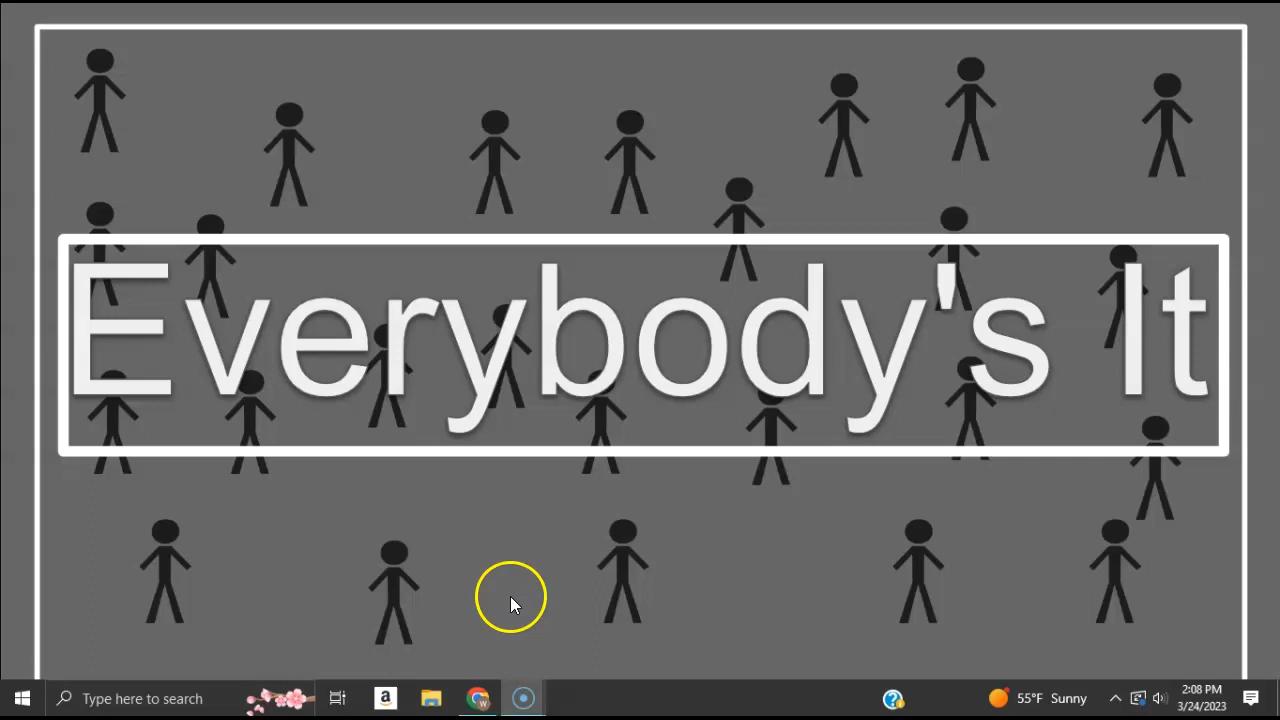 Everybody's It
Type here to search
a
W
?
55°F Sunny
2:08 PM
3/24/2023